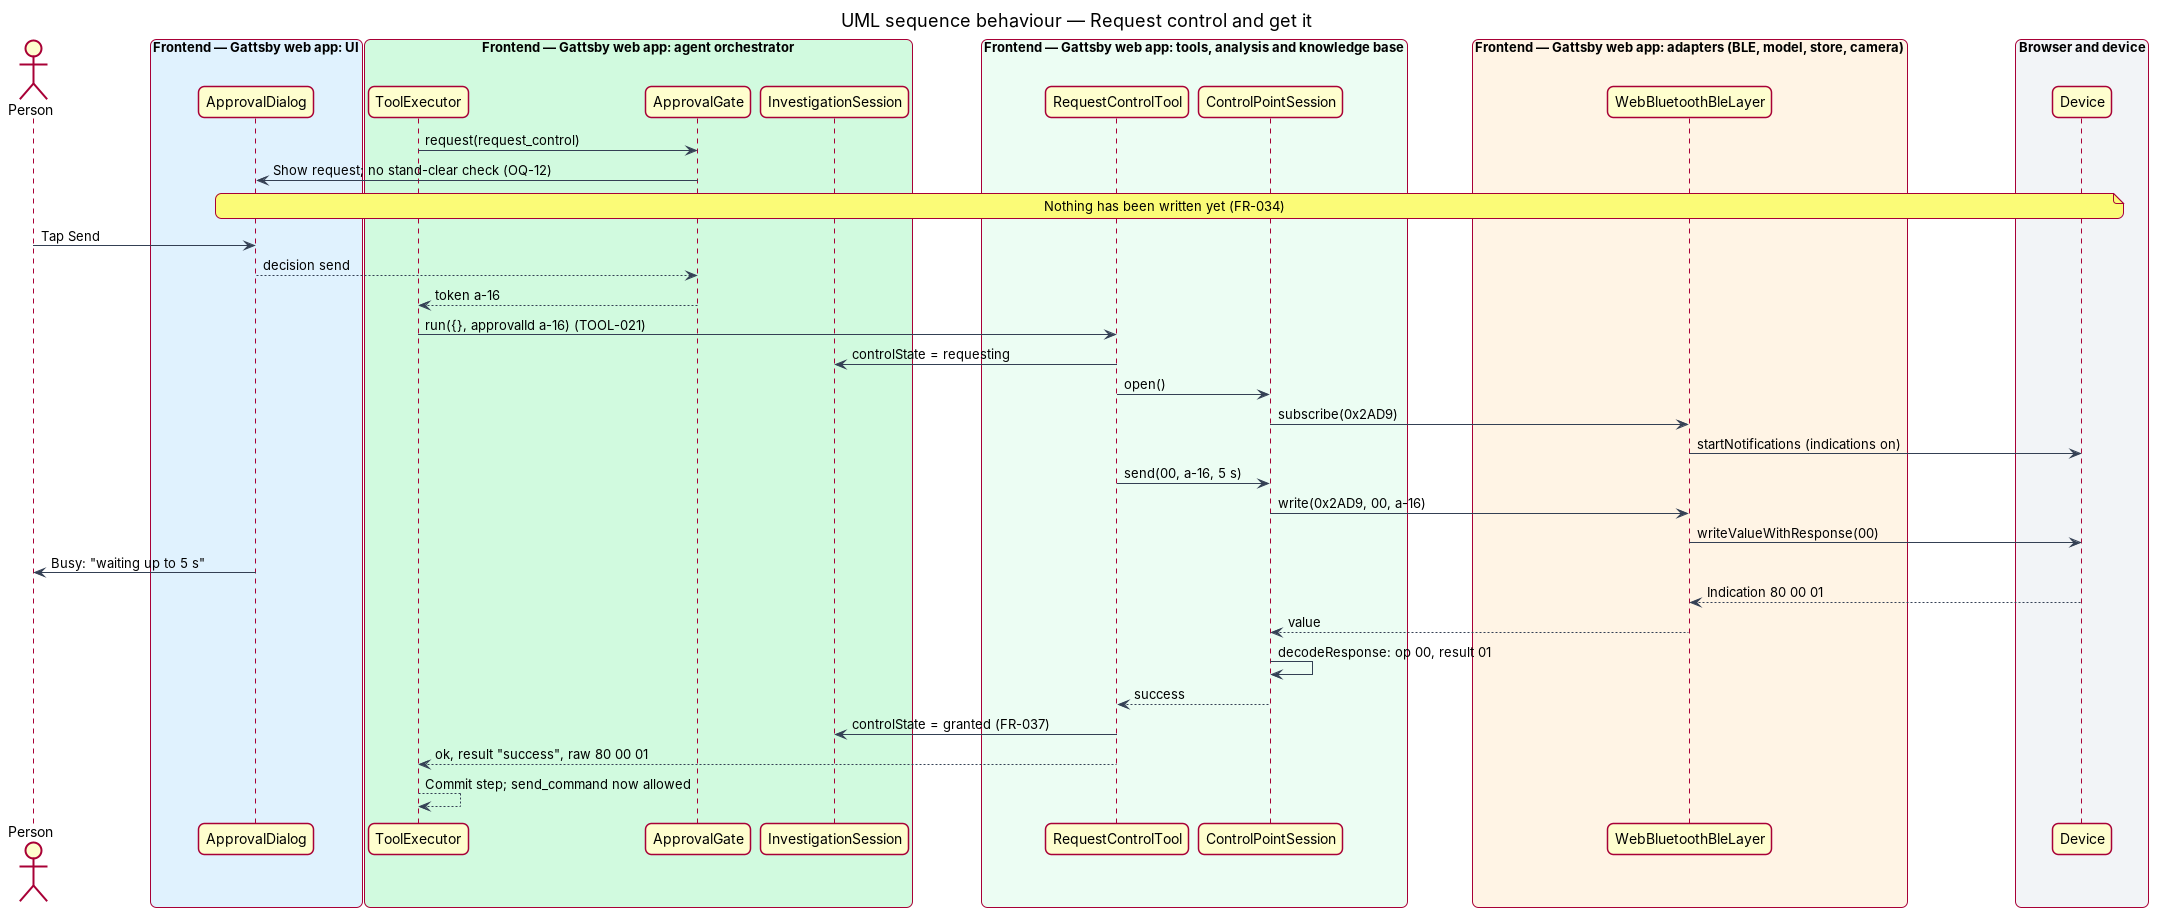 UML sequence behaviour — Request control and get it
Frontend — Gattsby web app: UI
Frontend — Gattsby web app: agent orchestrator
Frontend — Gattsby web app: tools, analysis and knowledge base
Frontend — Gattsby web app: adapters (BLE, model, store, camera)
Browser and device
Person
ApprovalDialog
ToolExecutor
ApprovalGate
InvestigationSession
RequestControlTool
ControlPointSession
WebBluetoothBleLayer
Device
request(request_control)
Show request; no stand-clear check (OQ-12)
Nothing has been written yet (FR-034)
Tap Send
decision send
token a-16
run({}, approvalId a-16) (TOOL-021)
controlState = requesting
open()
subscribe(0x2AD9)
startNotifications (indications on)
send(00, a-16, 5 s)
write(0x2AD9, 00, a-16)
writeValueWithResponse(00)
Busy: "waiting up to 5 s"
Indication 80 00 01
value
decodeResponse: op 00, result 01
success
controlState = granted (FR-037)
ok, result "success", raw 80 00 01
Commit step; send_command now allowed
Person
ApprovalDialog
ToolExecutor
ApprovalGate
InvestigationSession
RequestControlTool
ControlPointSession
WebBluetoothBleLayer
Device